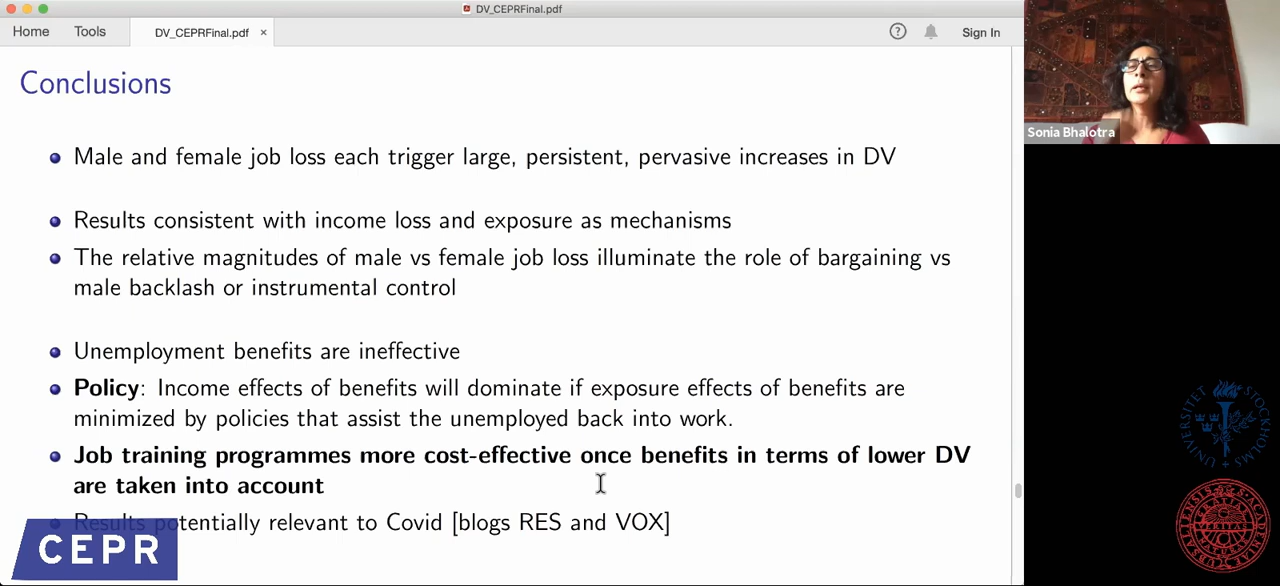 DV_CEPRFinal.pdf
Home Tools DV_CEPRFinal.pdf × Sign In
Conclusions
Male and female job loss each trigger large, persistent, pervasive increases in DV
Results consistent with income loss and exposure as mechanisms
The relative magnitudes of male vs female job loss illuminate the role of bargaining vs
male backlash or instrumental control
Unemployment benefits are ineffective
Policy: Income effects of benefits will dominate if exposure effects of benefits are
minimized by policies that assist the unemployed back into work.
Job training programmes more cost-effective once benefits in terms of lower DV
are taken into account
Results potentially relevant to Covid [blogs RES and VOX]
CEPR
Sonia Bhalotra